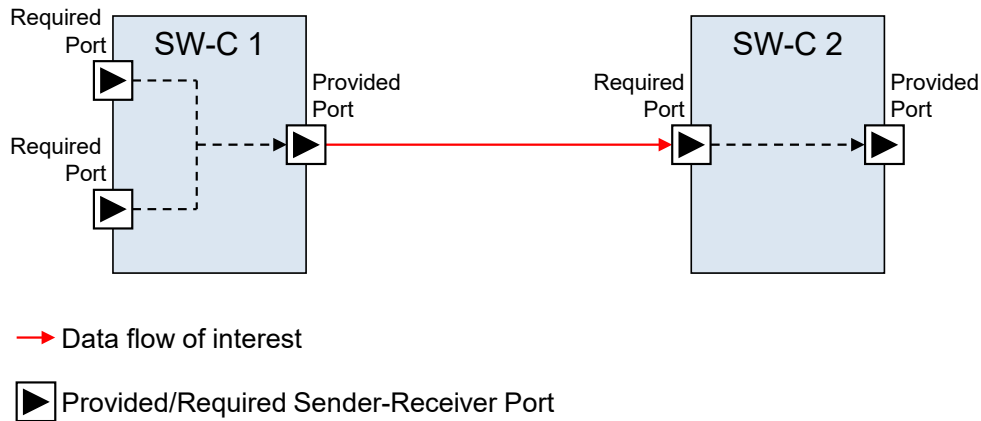 Required
Port
SW-C 1
Provided
Port
Required
Port
Required
Port
SW-C 2
Provided
Port
Data flow of interest
Provided/Required Sender-Receiver Port